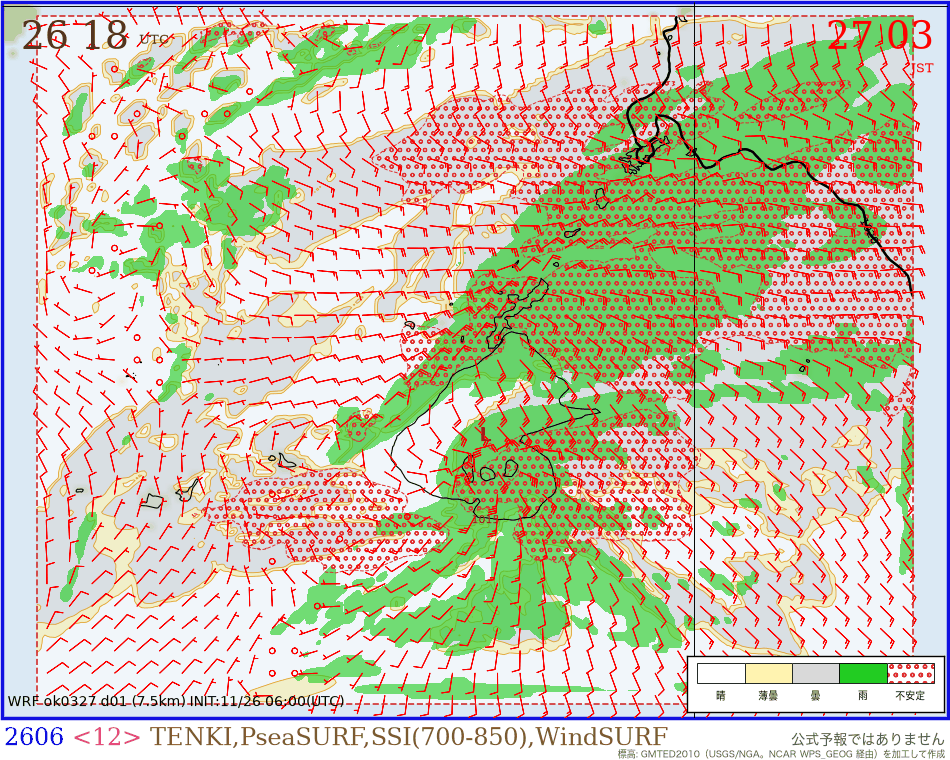 26 18 UTC
27 03
JST
L
101
WRF ok0327 d01 (7.5km) INIT:11/26 06:00(UTC)
晴 薄曇 曇 雨 不安定
2606 <12> TENKI,PseaSURF,SSI(700-850),WindSURF
公式予報ではありません
標高: GMTED2010（USGS/NGA。NCAR WPS_GEOG 経由）を加工して作成